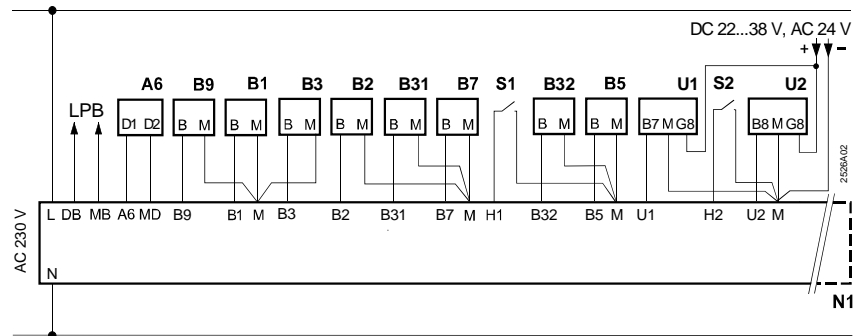 DC 22...38 V, AC 24 V
+ -
A6 B9 B1 B3 B2 B31 B7 S1 B32 B5 U1 S2 U2
LPB
D1 D2 B M B M B M B M B M B M B M B M B7 M G8 B8 M G8
2526A02
L DB MB A6 MD B9 B1 M B3 B2 B31 B7 M H1 B32 B5 M U1 H2 U2 M
AC 230 V
N
N1